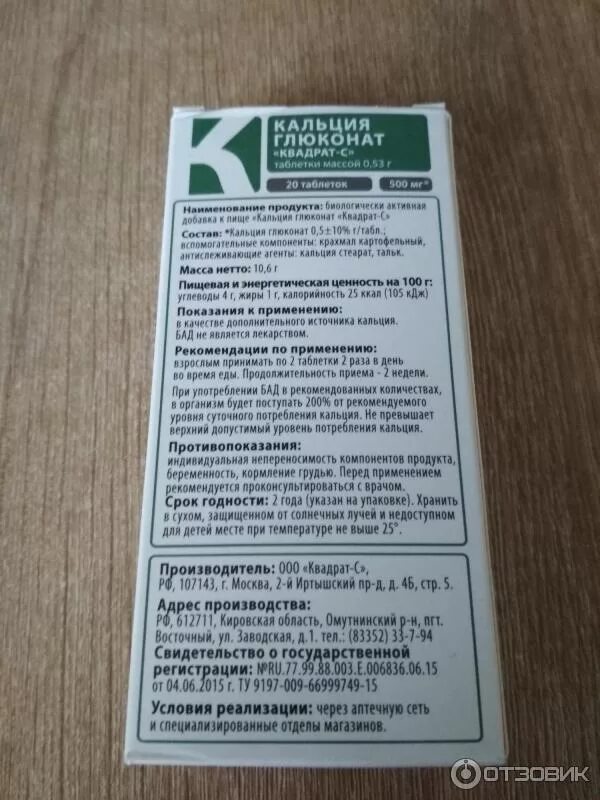 К
КАЛЬЦИЯ
ГЛЮКОНАТ
«КВАДРАТ-С»
таблетки массой 0,53 г
20 таблеток 500 мг*
Наименование продукта: биологически активная
добавка к пище «Кальция глюконат «Квадрат-С»
Состав: *Кальция глюконат 0,5±10% г/табл.;
вспомогательные компоненты: крахмал картофельный,
антислеживающие агенты: кальция стеарат, тальк.
Масса нетто: 10,6 г
Пищевая и энергетическая ценность на 100 г:
углеводы 4 г, жиры 1 г, калорийность 25 ккал (105 кДж)
Показания к применению:
в качестве дополнительного источника кальция.
БАД не является лекарством.
Рекомендации по применению:
взрослым принимать по 2 таблетки 2 раза в день
во время еды. Продолжительность приема - 2 недели.
При употреблении БАД в рекомендованных количествах,
в организм будет поступать 200% от рекомендуемого
уровня суточного потребления кальция. Не превышает
верхний допустимый уровень потребления кальция.
Противопоказания:
индивидуальная непереносимость компонентов продукта,
беременность, кормление грудью. Перед применением
рекомендуется проконсультироваться с врачом.
Срок годности: 2 года (указан на упаковке). Хранить
в сухом, защищенном от солнечных лучей и недоступном
для детей месте при температуре не выше 25°.
Производитель: ООО «Квадрат-С»,
РФ, 107143, г. Москва, 2-й Иртышский пр-д, д. 4Б, стр. 5.
Адрес производства:
РФ, 612711, Кировская область, Омутнинский р-н, пгт.
Восточный, ул. Заводская, д.1. тел.: (83352) 33-7-94
Свидетельство о государственной
регистрации: №RU.77.99.88.003.Е.006836.06.15
от 04.06.2015 г. ТУ 9197-009-66999749-15
Условия реализации: через аптечную сеть
и специализированные отделы магазинов.
ОТЗОВИК